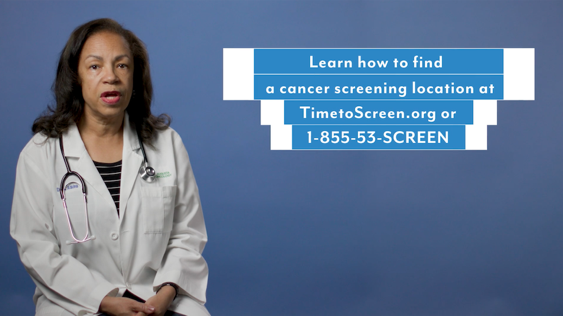 Learn how to find
a cancer screening location at
TimetoScreen.org or
1-855-53-SCREEN